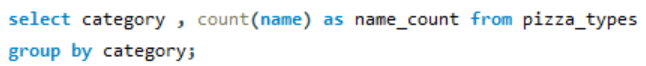 select category , count(name) as name_count from pizza_types
group by category;